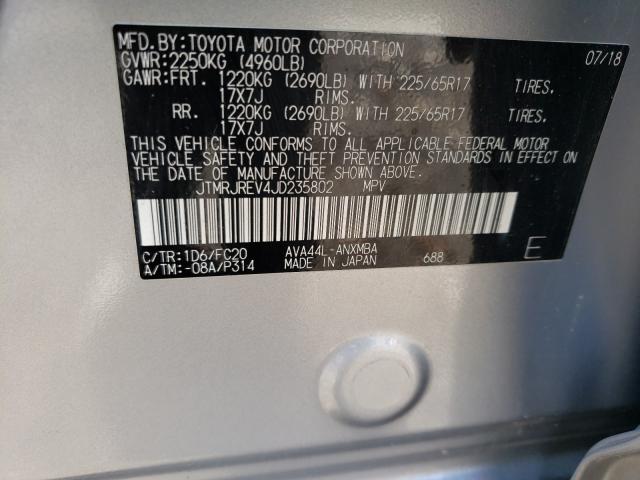 MFD.BY:TOYOTA MOTOR CORPORATION 07/18
GVWR:2250KG (4960LB)
GAWR:FRT. 1220KG (2690LB) WITH 225/65R17 TIRES.
17X7J RIMS.
RR. 1220KG (2690LB) WITH 225/65R17 TIRES.
17X7J RIMS.
THIS VEHICLE CONFORMS TO ALL APPLICABLE FEDERAL MOTOR
VEHICLE SAFETY AND THEFT PREVENTION STANDARDS IN EFFECT ON
THE DATE OF MANUFACTURE SHOWN ABOVE.
JTMRJREV4JD235802 MPV
C/TR:1D6/FC20 AVA44L-ANXMBA
A/TM:-08A/P314 MADE IN JAPAN 688 E